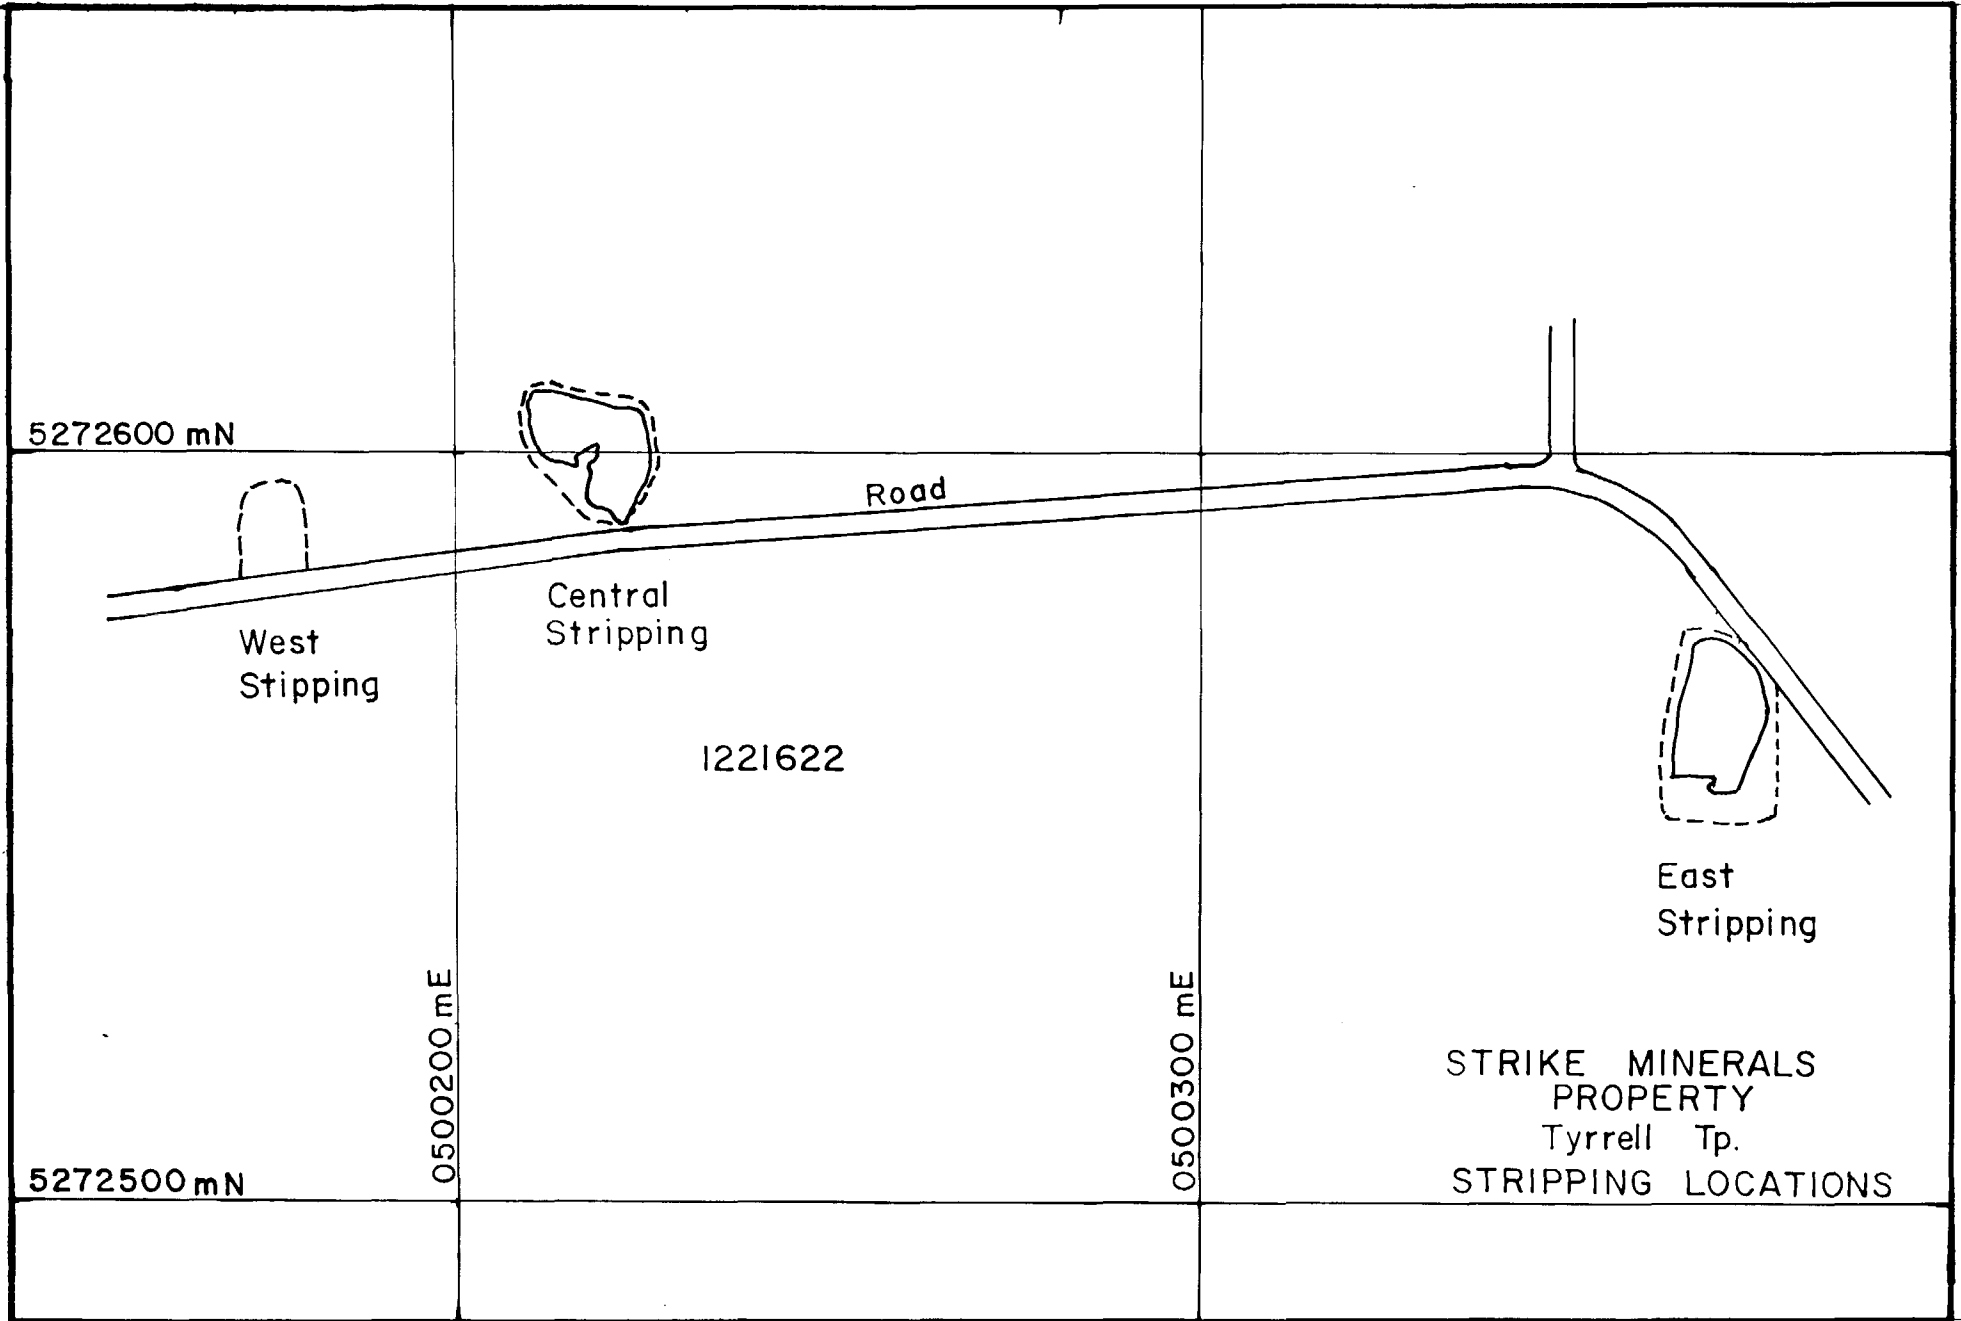 5272600 mN
Road
Central
Stripping
West
Stipping
1221622
East
Stripping
0500200 mE
0500300 mE
STRIKE MINERALS
PROPERTY
Tyrrell Tp.
STRIPPING LOCATIONS
5272500 mN